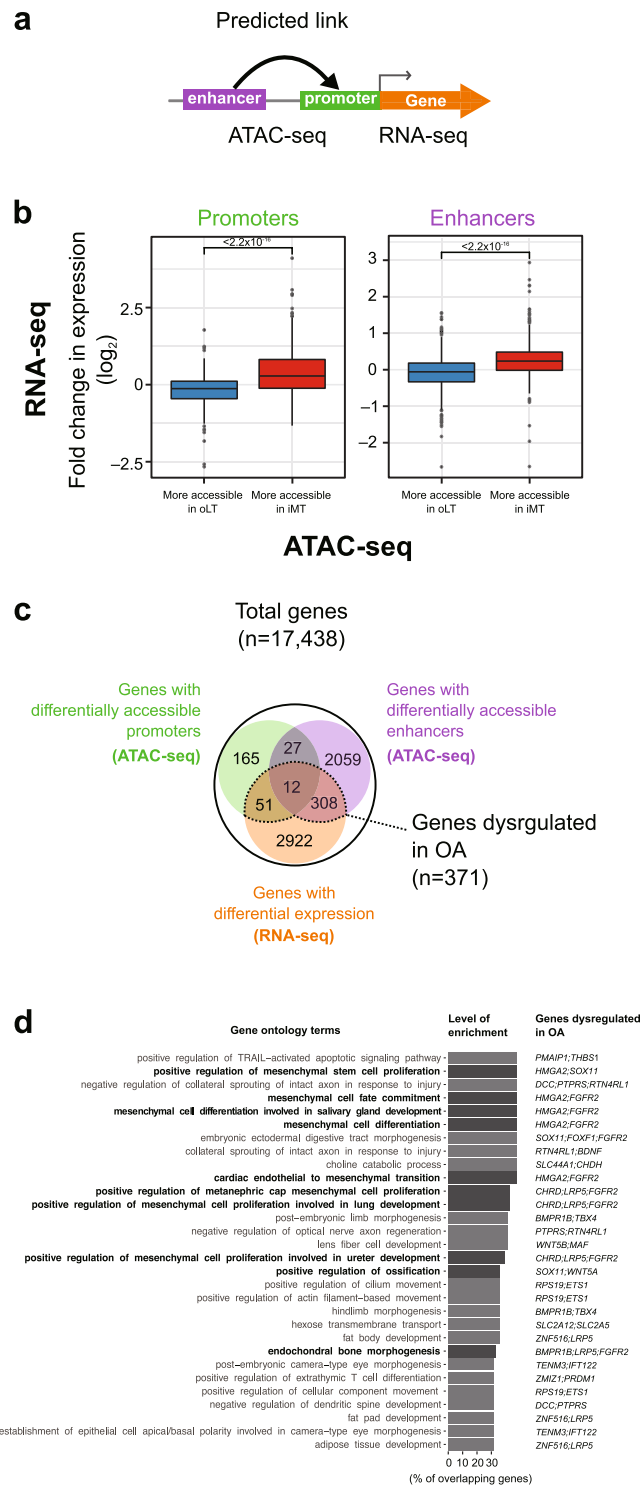 a
Predicted link
enhancer
promoter
Gene
ATAC-seq
RNA-seq
b
Promoters
Enhancers
RNA-seq
Fold change in expression
(log2)
<2.2x10-16
2.5
0
−2.5
More accessible
in oLT
More accessible
in iMT
<2.2x10-16
3
2
1
0
−1
−2
More accessible
in oLT
More accessible
in iMT
ATAC-seq
c
Total genes
(n=17,438)
Genes with
differentially accessible
promoters
(ATAC-seq)
Genes with
differentially accessible
enhancers
(ATAC-seq)
165
27
2059
12
51
308
2922
Genes dysrgulated
in OA
(n=371)
Genes with
differential expression
(RNA-seq)
d
Gene ontology terms
Level of
enrichment
Genes dysregulated
in OA
positive regulation of TRAIL−activated apoptotic signaling pathway PMAIP1;THBS1
positive regulation of mesenchymal stem cell proliferation HMGA2;SOX11
negative regulation of collateral sprouting of intact axon in response to injury DCC;PTPRS;RTN4RL1
mesenchymal cell fate commitment HMGA2;FGFR2
mesenchymal cell differentiation involved in salivary gland development HMGA2;FGFR2
mesenchymal cell differentiation HMGA2;FGFR2
embryonic ectodermal digestive tract morphogenesis SOX11;FOXF1;FGFR2
collateral sprouting of intact axon in response to injury RTN4RL1;BDNF
choline catabolic process SLC44A1;CHDH
cardiac endothelial to mesenchymal transition HMGA2;FGFR2
positive regulation of metanephric cap mesenchymal cell proliferation CHRD;LRP5;FGFR2
positive regulation of mesenchymal cell proliferation involved in lung development CHRD;LRP5;FGFR2
post−embryonic limb morphogenesis BMPR1B;TBX4
negative regulation of optical nerve axon regeneration PTPRS;RTN4RL1
lens fiber cell development WNT5B;MAF
positive regulation of mesenchymal cell proliferation involved in ureter development CHRD;LRP5;FGFR2
positive regulation of ossification SOX11;WNT5A
positive regulation of cilium movement RPS19;ETS1
positive regulation of actin filament−based movement RPS19;ETS1
hindlimb morphogenesis BMPR1B;TBX4
hexose transmembrane transport SLC2A12;SLC2A5
fat body development ZNF516;LRP5
endochondral bone morphogenesis BMPR1B;LRP5;FGFR2
post−embryonic camera−type eye morphogenesis TENM3;IFT122
positive regulation of extrathymic T cell differentiation ZMIZ1;PRDM1
positive regulation of cellular component movement RPS19;ETS1
negative regulation of dendritic spine development DCC;PTPRS
fat pad development ZNF516;LRP5
establishment of epithelial cell apical/basal polarity involved in camera−type eye morphogenesis TENM3;IFT122
adipose tissue development ZNF516;LRP5
0 10 20 30
(% of overlapping genes)